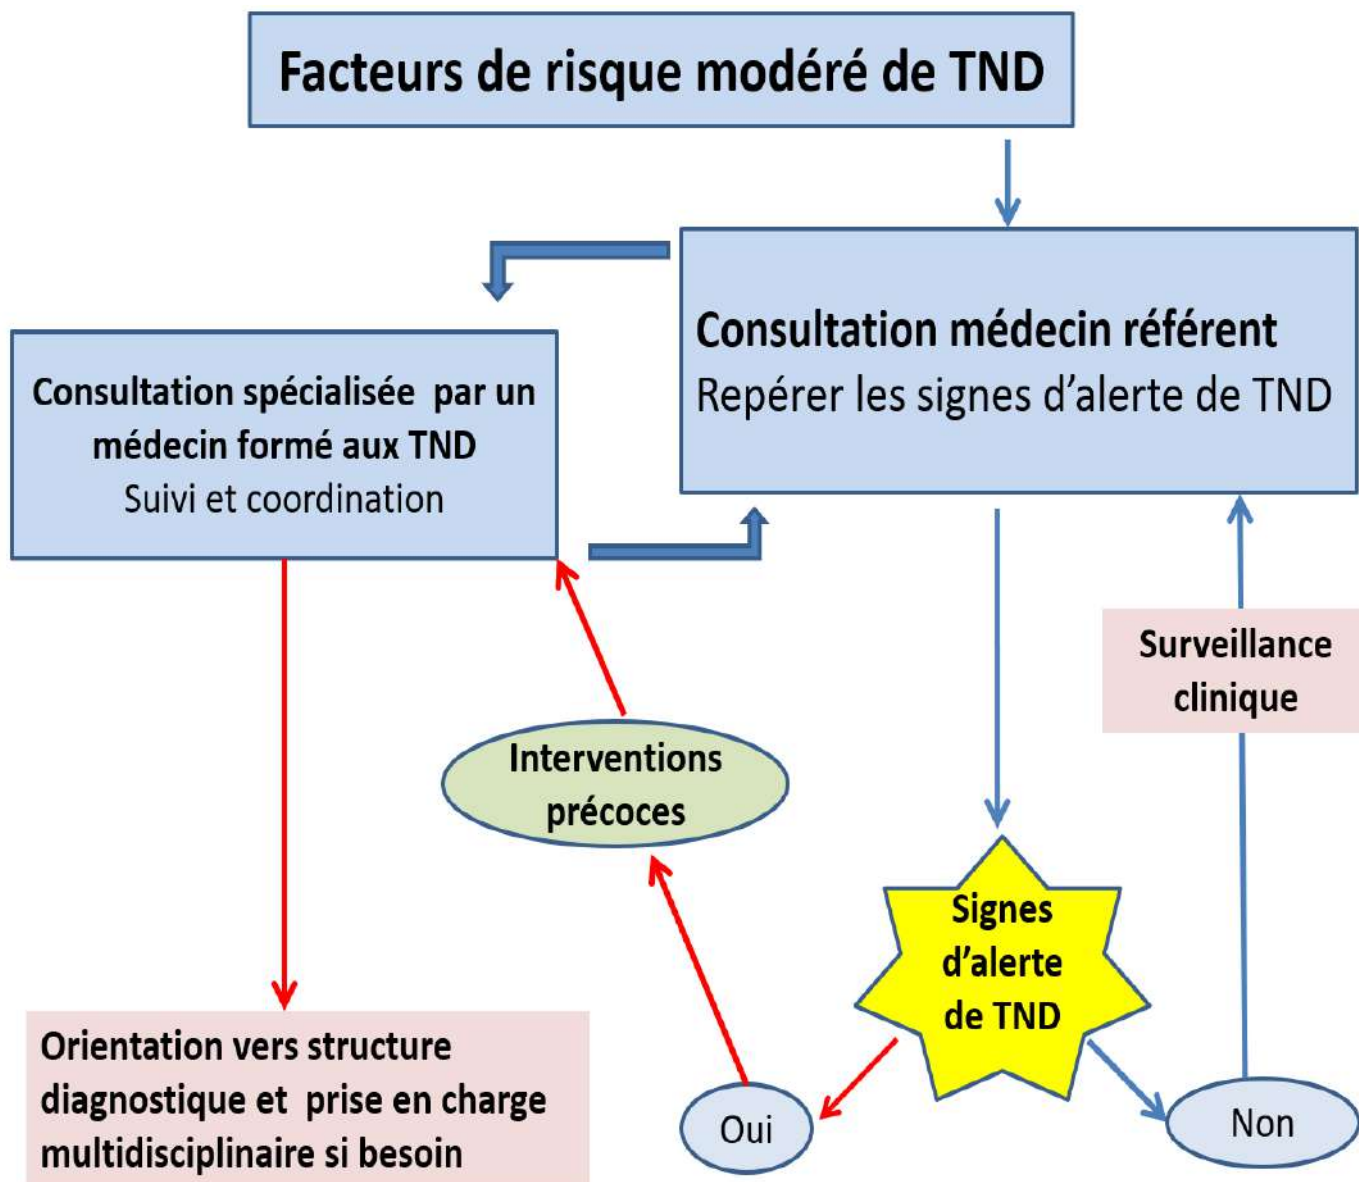 Facteurs de risque modéré de TND
Consultation médecin référent
Repérer les signes d'alerte de TND
Consultation spécialisée par un
médecin formé aux TND
Suivi et coordination
Surveillance
clinique
Interventions
précoces
Signes
d'alerte
de TND
Orientation vers structure
diagnostique et prise en charge
multidisciplinaire si besoin
Oui
Non